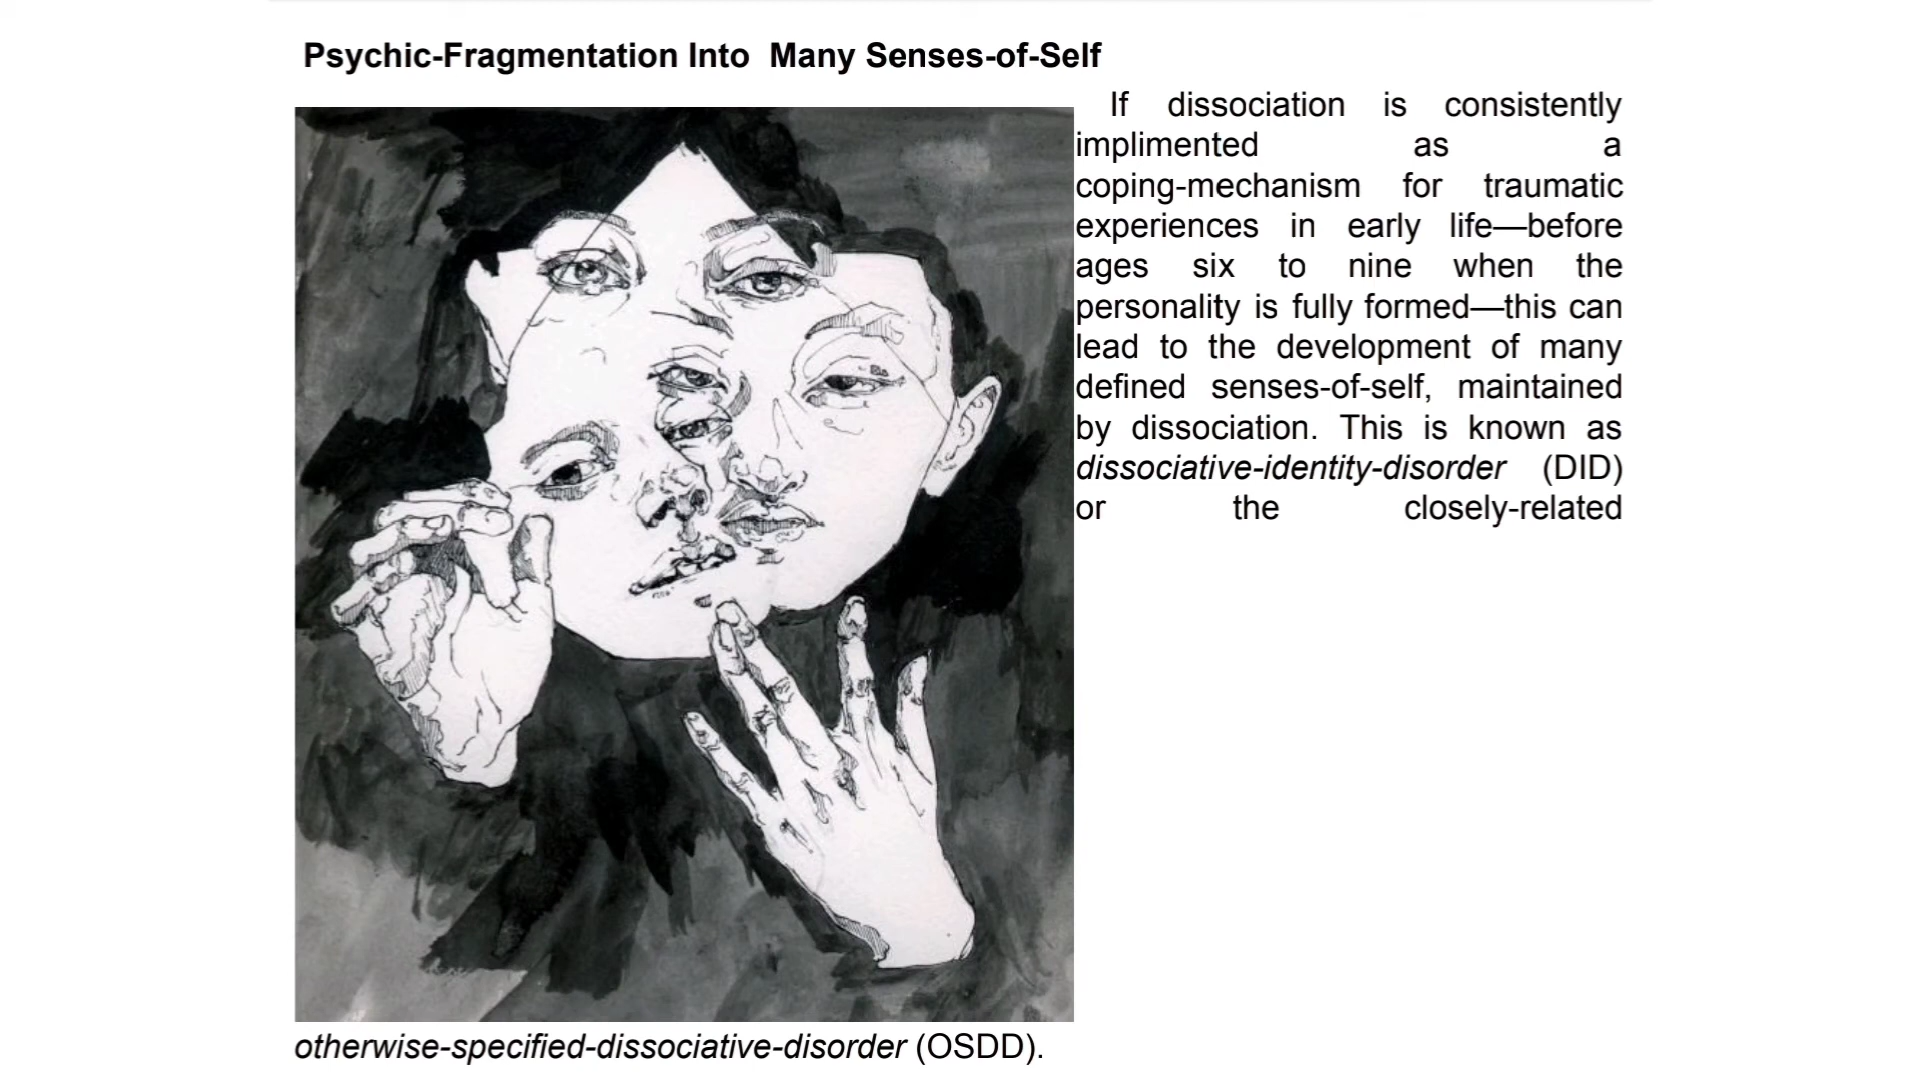 Psychic-Fragmentation Into  Many Senses-of-Self
If dissociation is consistently
implimented as a
coping-mechanism for traumatic
experiences in early life—before
ages six to nine when the
personality is fully formed—this can
lead to the development of many
defined senses-of-self, maintained
by dissociation. This is known as
dissociative-identity-disorder (DID)
or the closely-related
otherwise-specified-dissociative-disorder (OSDD).